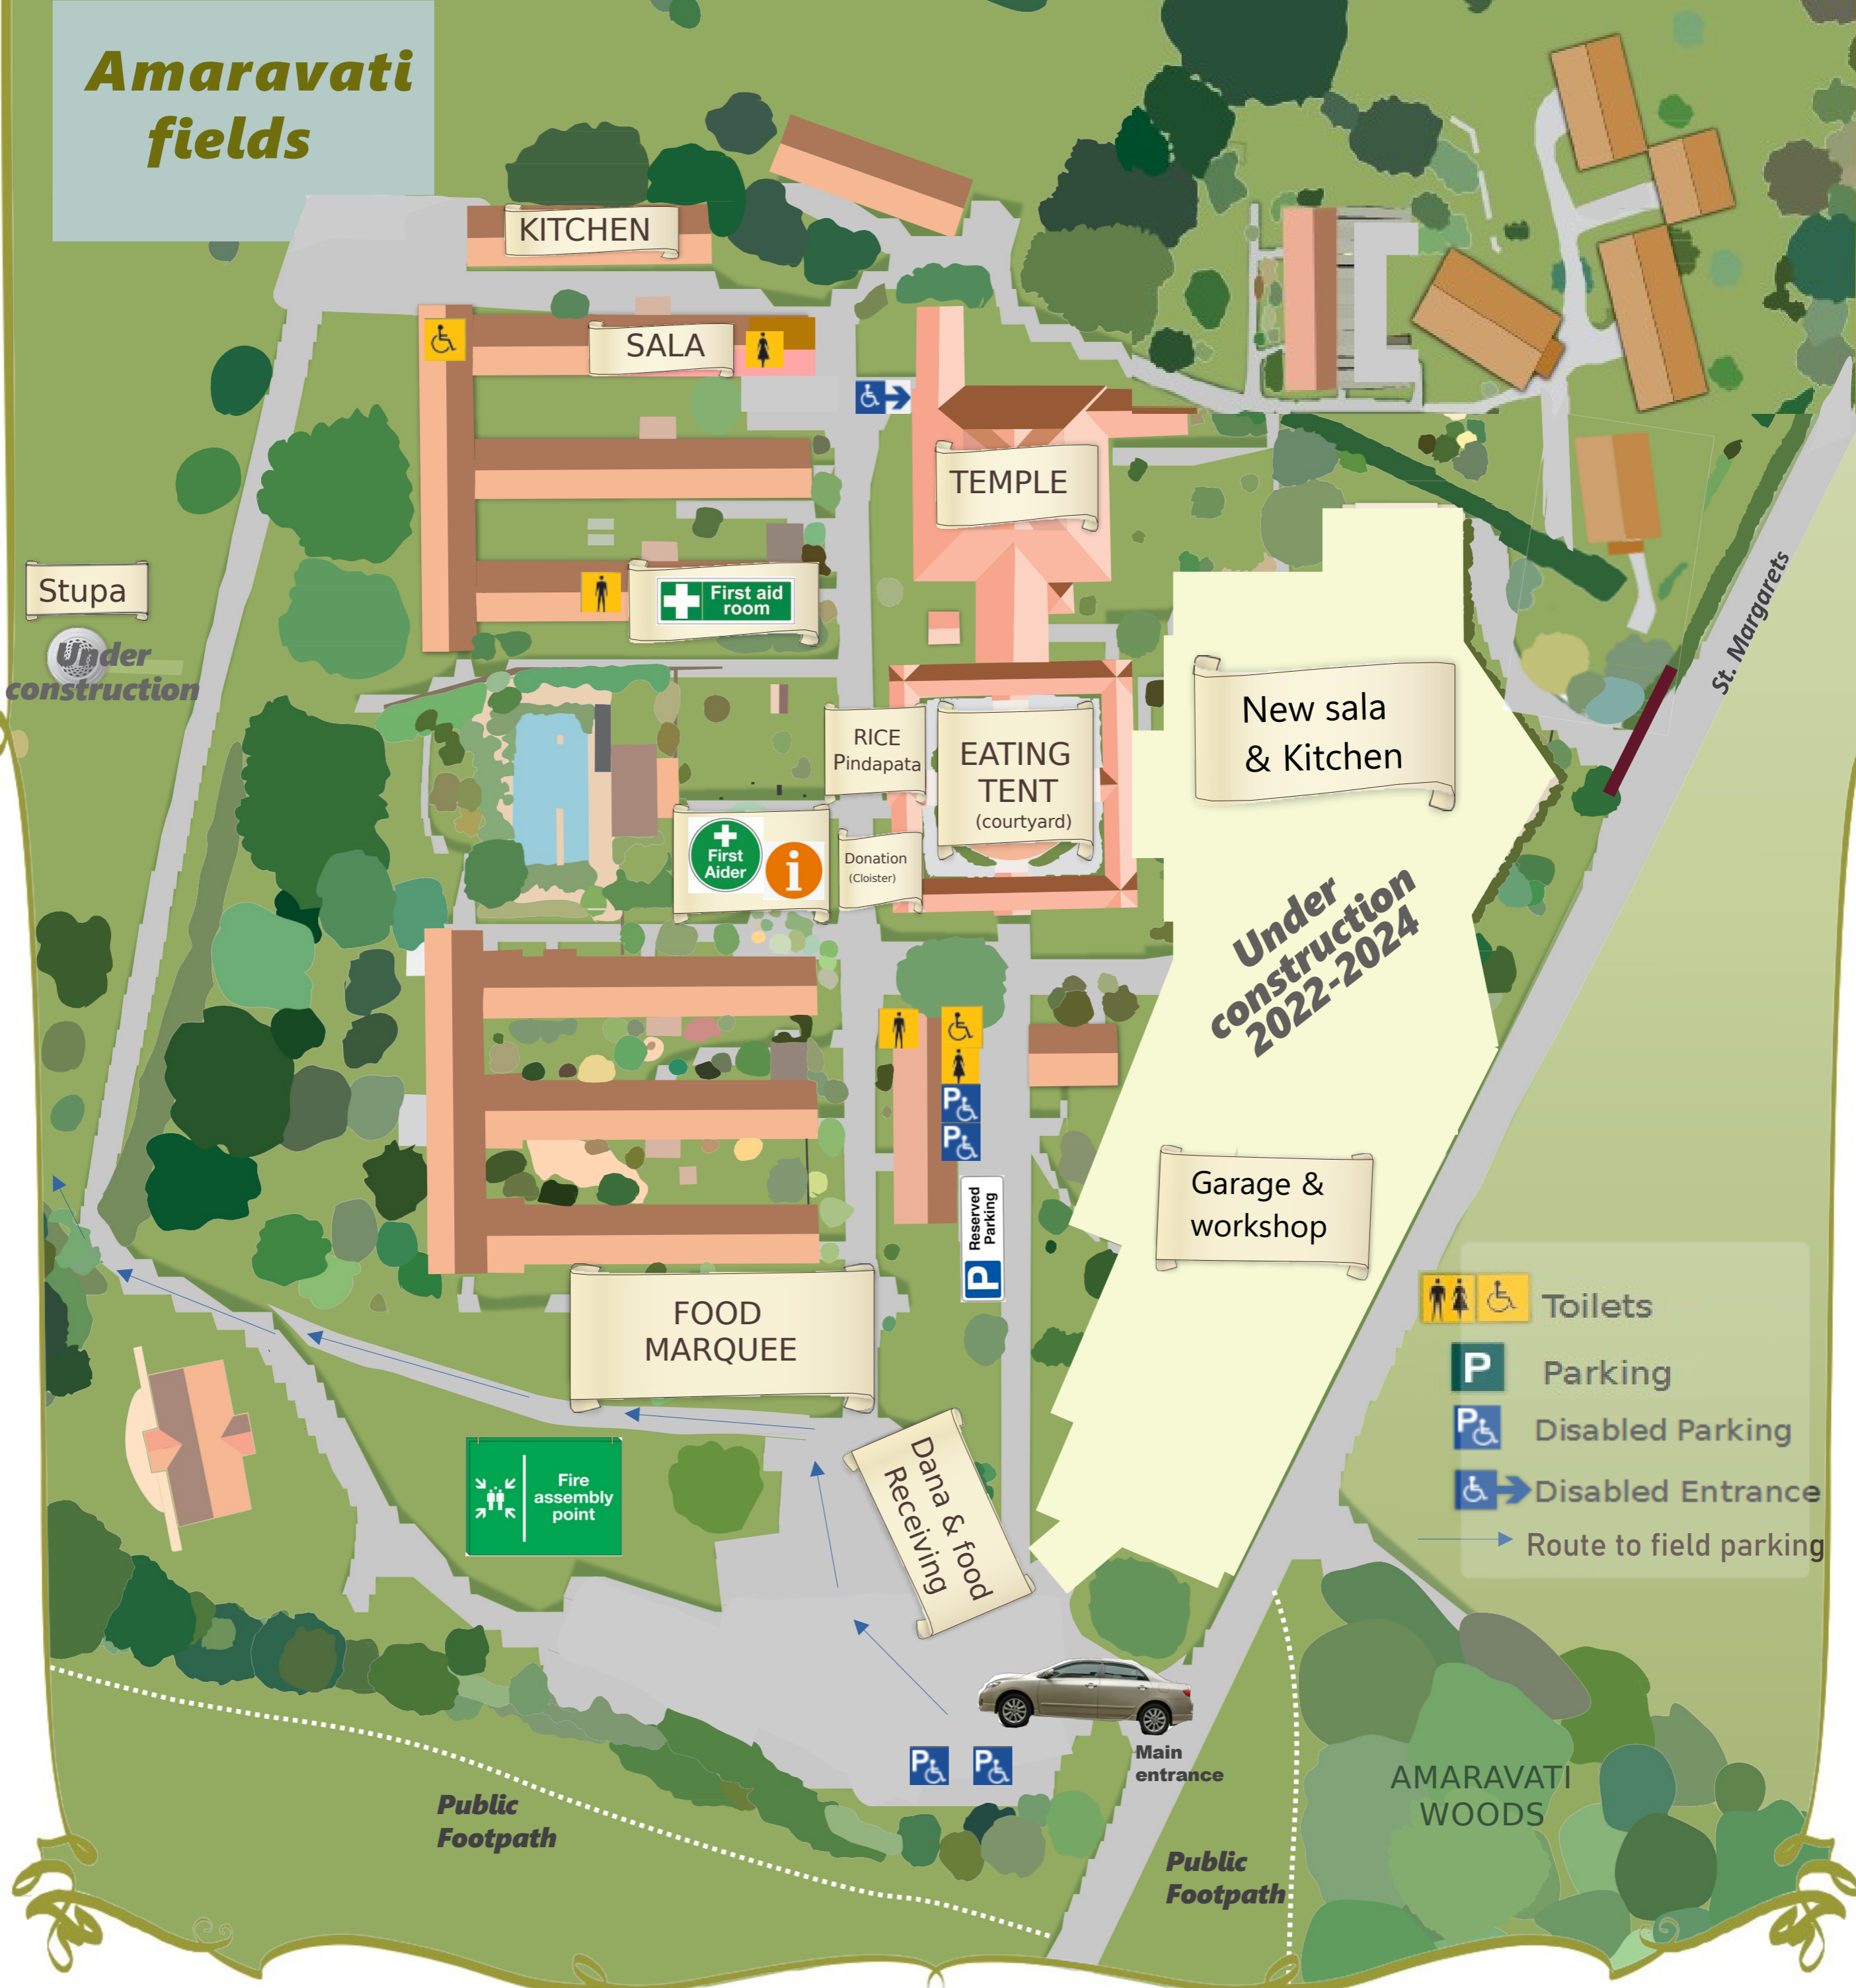 Amaravati
fields
KITCHEN
SALA
TEMPLE
Stupa
Under
construction
First aid
room
St. Margarets
New sala
& Kitchen
RICE
Pindapata
EATING
TENT
(courtyard)
First
Aider
i
Donation
(Cloister)
Under
construction
2022-2024
P
P
Reserved
Parking
P
Garage &
workshop
FOOD
MARQUEE
Toilets
P
Parking
P
Disabled Parking
Disabled Entrance
Route to field parking
Fire
assembly
point
Dana & food
Receiving
Main
entrance
P
P
Public
Footpath
Public
Footpath
AMARAVATI
WOODS